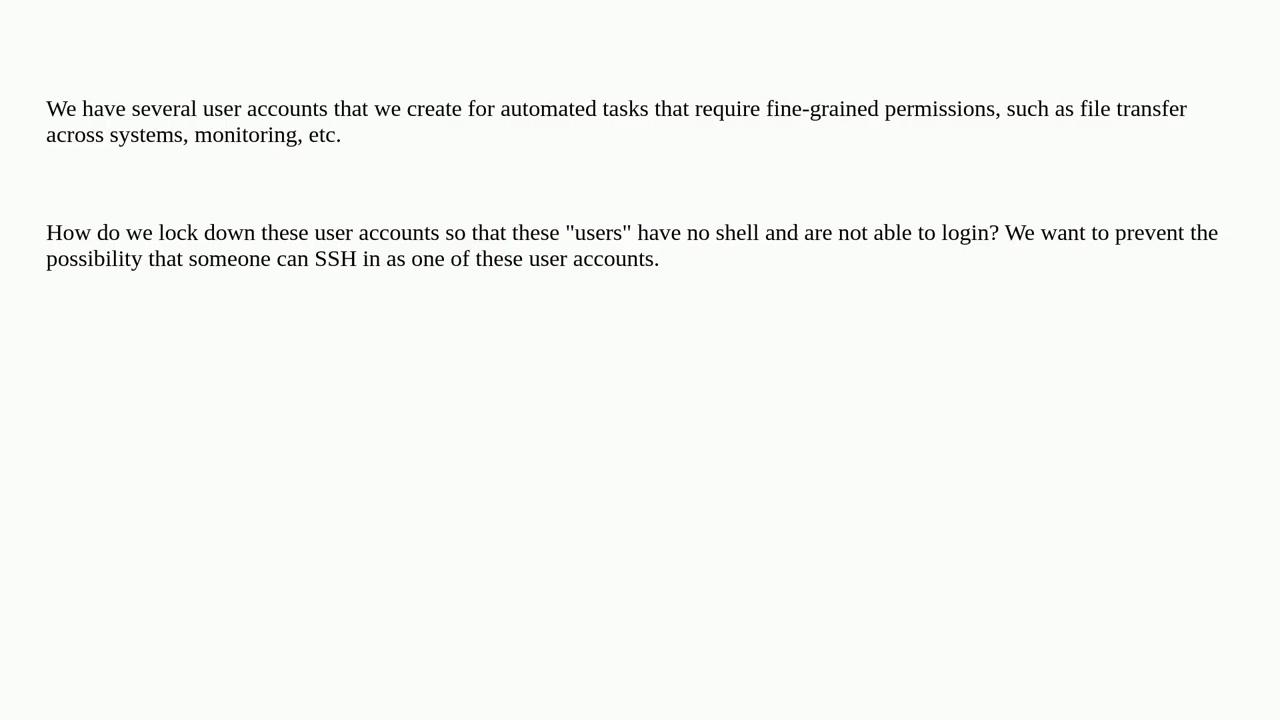 We have several user accounts that we create for automated tasks that require fine-grained permissions, such as file transfer
across systems, monitoring, etc.
How do we lock down these user accounts so that these "users" have no shell and are not able to login? We want to prevent the
possibility that someone can SSH in as one of these user accounts.